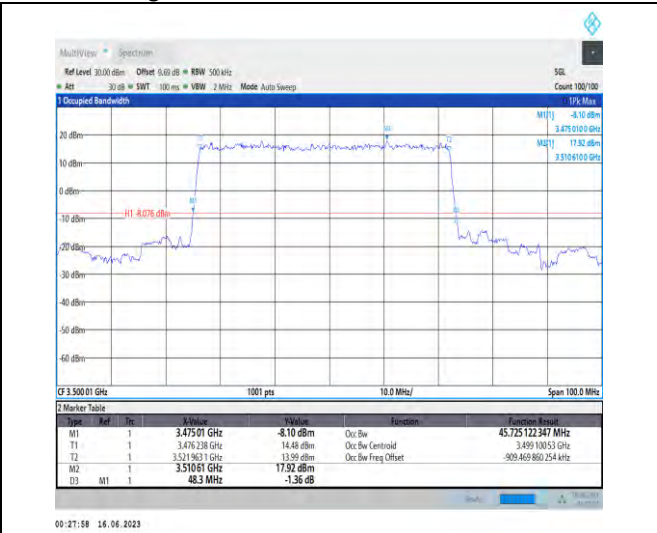 MultiView Spectrum
Ref Level 30.00 dBm Offset 9.69 dB RBW 500 kHz SGL
Att 30 dB SWT 100 ms VBW 2 MHz Mode Auto Sweep Count 100/100
1 Occupied Bandwidth 1Pk Max
M1[1] -8.10 dBm
3.4750100 GHz
M2[1] 17.92 dBm
3.5106100 GHz
M2
T2
20 dBm
10 dBm
0 dBm
M1
H1 -8.076 dBm
-10 dBm
-20 dBm
-30 dBm
-40 dBm
-50 dBm
-60 dBm
CF 3.50001 GHz 1001 pts 10.0 MHz/ Span 100.0 MHz
2 Marker Table
Type Ref Trc X-Value Y-Value Function Function Result
M1 1 3.47501 GHz -8.10 dBm Occ Bw 45.725122347 MHz
T1 1 3.476238 GHz 14.48 dBm Occ Bw Centroid 3.49910053 GHz
T2 1 3.5219631 GHz 13.99 dBm Occ Bw Freq Offset -909.469860254 kHz
M2 1 3.51061 GHz 17.92 dBm
D3 M1 1 48.3 MHz -1.36 dB
00:27:58 16.06.2023